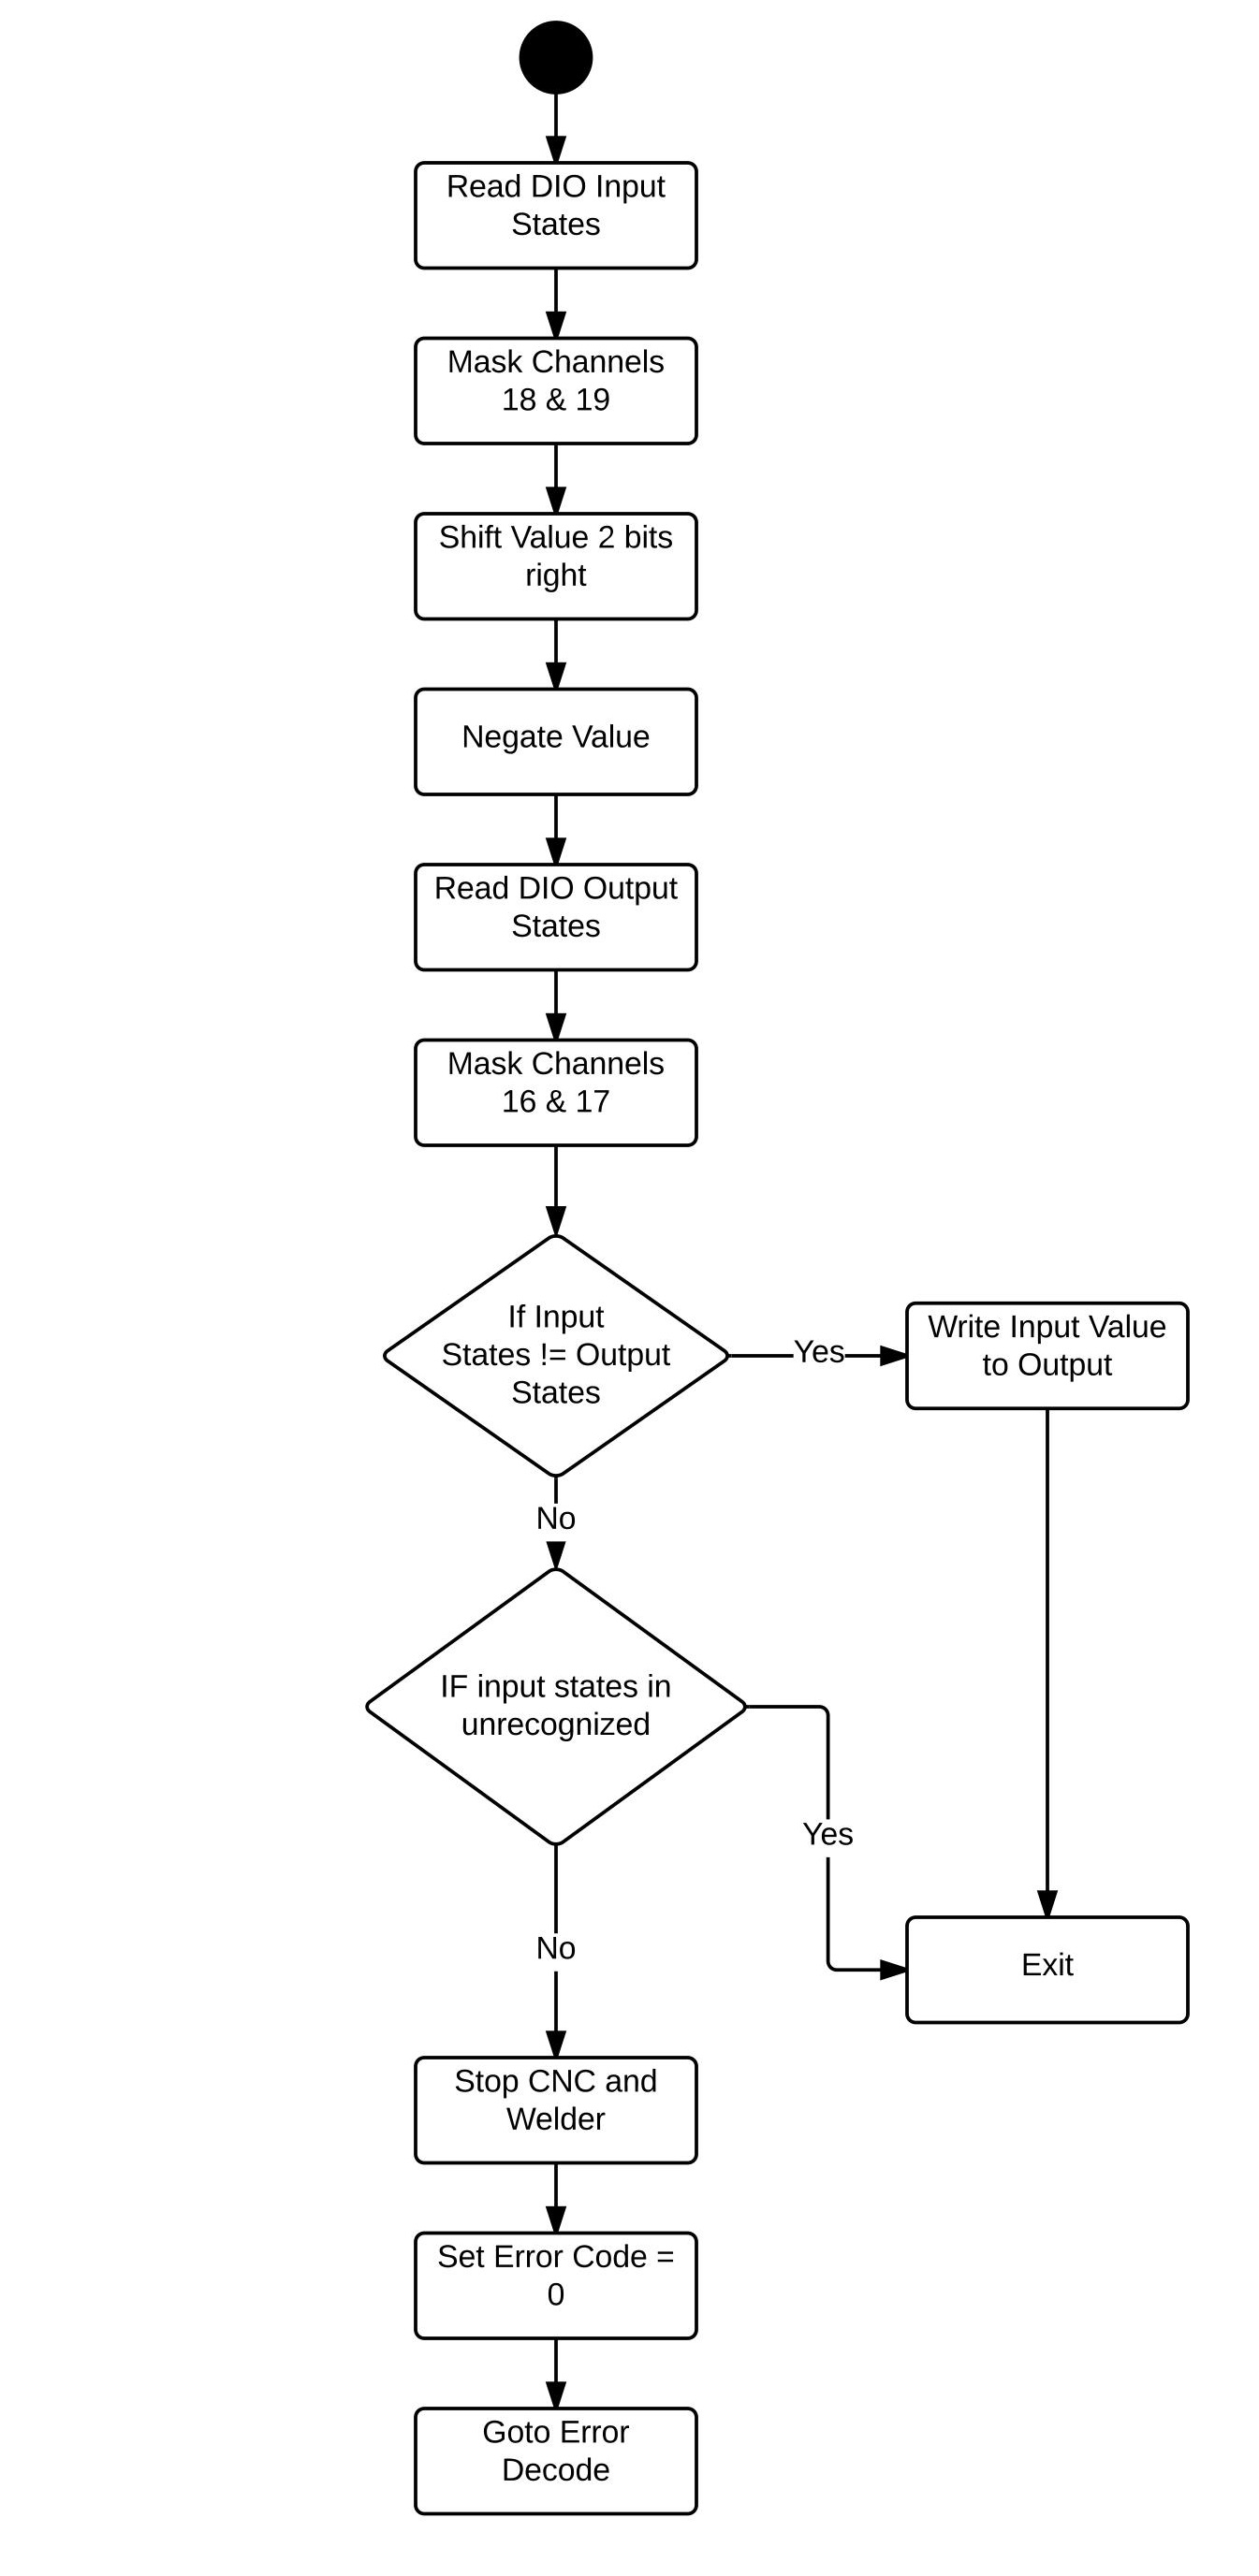 Read DIO Input
States
Mask Channels
18 & 19
Shift Value 2 bits
right
Negate Value
Read DIO Output
States
Mask Channels
16 & 17
If Input
States != Output
States
Yes
Write Input Value
to Output
No
IF input states in
unrecognized
Yes
No
Exit
Stop CNC and
Welder
Set Error Code =
0
Goto Error
Decode